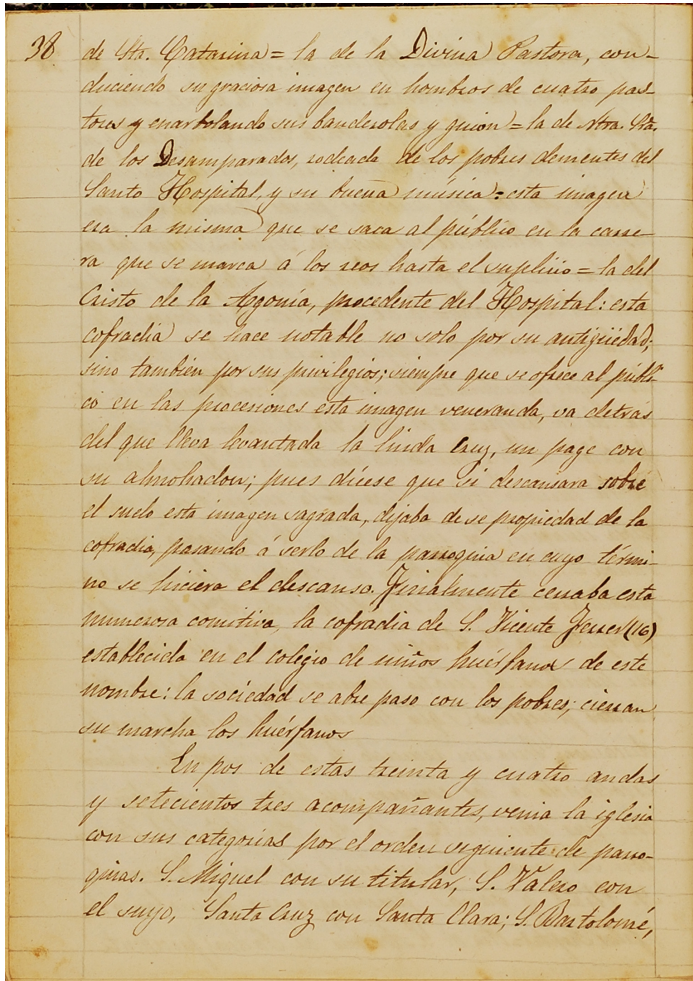 38
de Sta. Catarina = la de la Divina Pastora, con-
duciendo su graciosa imagen en hombros de cuatro pas-
tores y enarbolando sus banderolas y guion = la de Ntra. Sra.
de los Desamparados, rodeada de los pobres dementes del
Santo Hospital, y su buena música = esta imagen
era la misma que se saca al público en la carre-
ra que se marca á los reos hasta el suplicio = la del
Cristo de la Agonía, procedente del Hospital: esta
cofradía se hace notable no solo por su antigüedad,
sino también por sus privilegios; siempre que se ofrece al públi-
co en las procesiones esta imagen veneranda, va detrás
del que lleva levantada la linda cruz, un page con
su almohadon; pues dícese que si descansara sobre
el suelo esta imagen sagrada, dejaba de se propiedad de la
cofradia, pasando á serlo de la parroquia en cuyo térmi-
no se hiciera el descanso. Finalmente cerraba esta
numerosa comitiva, la cofradia de S. Vicente Ferrer (16)
establecida en el colegio de niños huérfanos de este
nombre: la sociedad se abre paso con los pobres; cierran
su marcha los huérfanos
En pos de estas treinta y cuatro andas
y setecientos tres acompañantes, venia la iglesia
con sus categorías por el orden siguiente: de parro-
quias. S. Miguel con su titular, S. Valero con
el suyo, Santa Cruz con Santa Clara; S. Bartolomé,